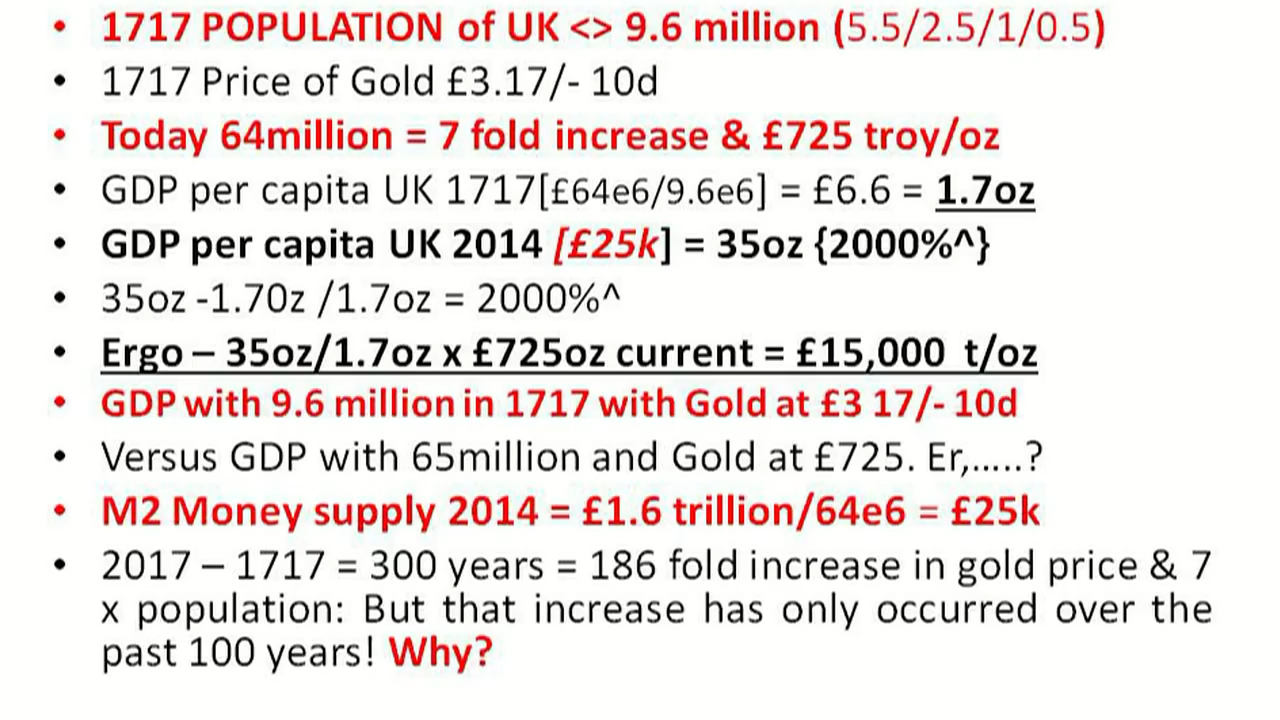 • 1717 POPULATION of UK <> 9.6 million (5.5/2.5/1/0.5)
• 1717 Price of Gold £3.17/- 10d
• Today 64million = 7 fold increase & £725 troy/oz
• GDP per capita UK 1717[£64e6/9.6e6] = £6.6 = 1.7oz
• GDP per capita UK 2014 [£25k] = 35oz {2000%^}
• 35oz -1.70z /1.7oz = 2000%^
• Ergo – 35oz/1.7oz x £725oz current = £15,000 t/oz
• GDP with 9.6 million in 1717 with Gold at £3 17/- 10d
• Versus GDP with 65million and Gold at £725. Er,.....?
• M2 Money supply 2014 = £1.6 trillion/64e6 = £25k
• 2017 – 1717 = 300 years = 186 fold increase in gold price & 7
x population: But that increase has only occurred over the
past 100 years! Why?